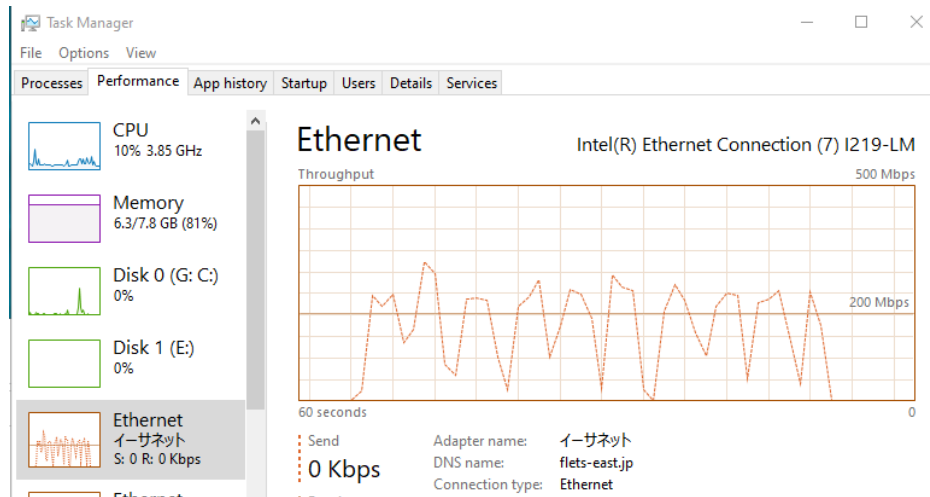 Task Manager
File Options View
Processes Performance App history Startup Users Details Services
CPU
10% 3.85 GHz
Memory
6.3/7.8 GB (81%)
Disk 0 (G: C:)
0%
Disk 1 (E:)
0%
Ethernet
イーサネット
S: 0 R: 0 Kbps
Ethernet Intel(R) Ethernet Connection (7) I219-LM
Throughput 500 Mbps
200 Mbps
60 seconds 0
Send
0 Kbps
Adapter name: イーサネット
DNS name: flets-east.jp
Connection type: Ethernet